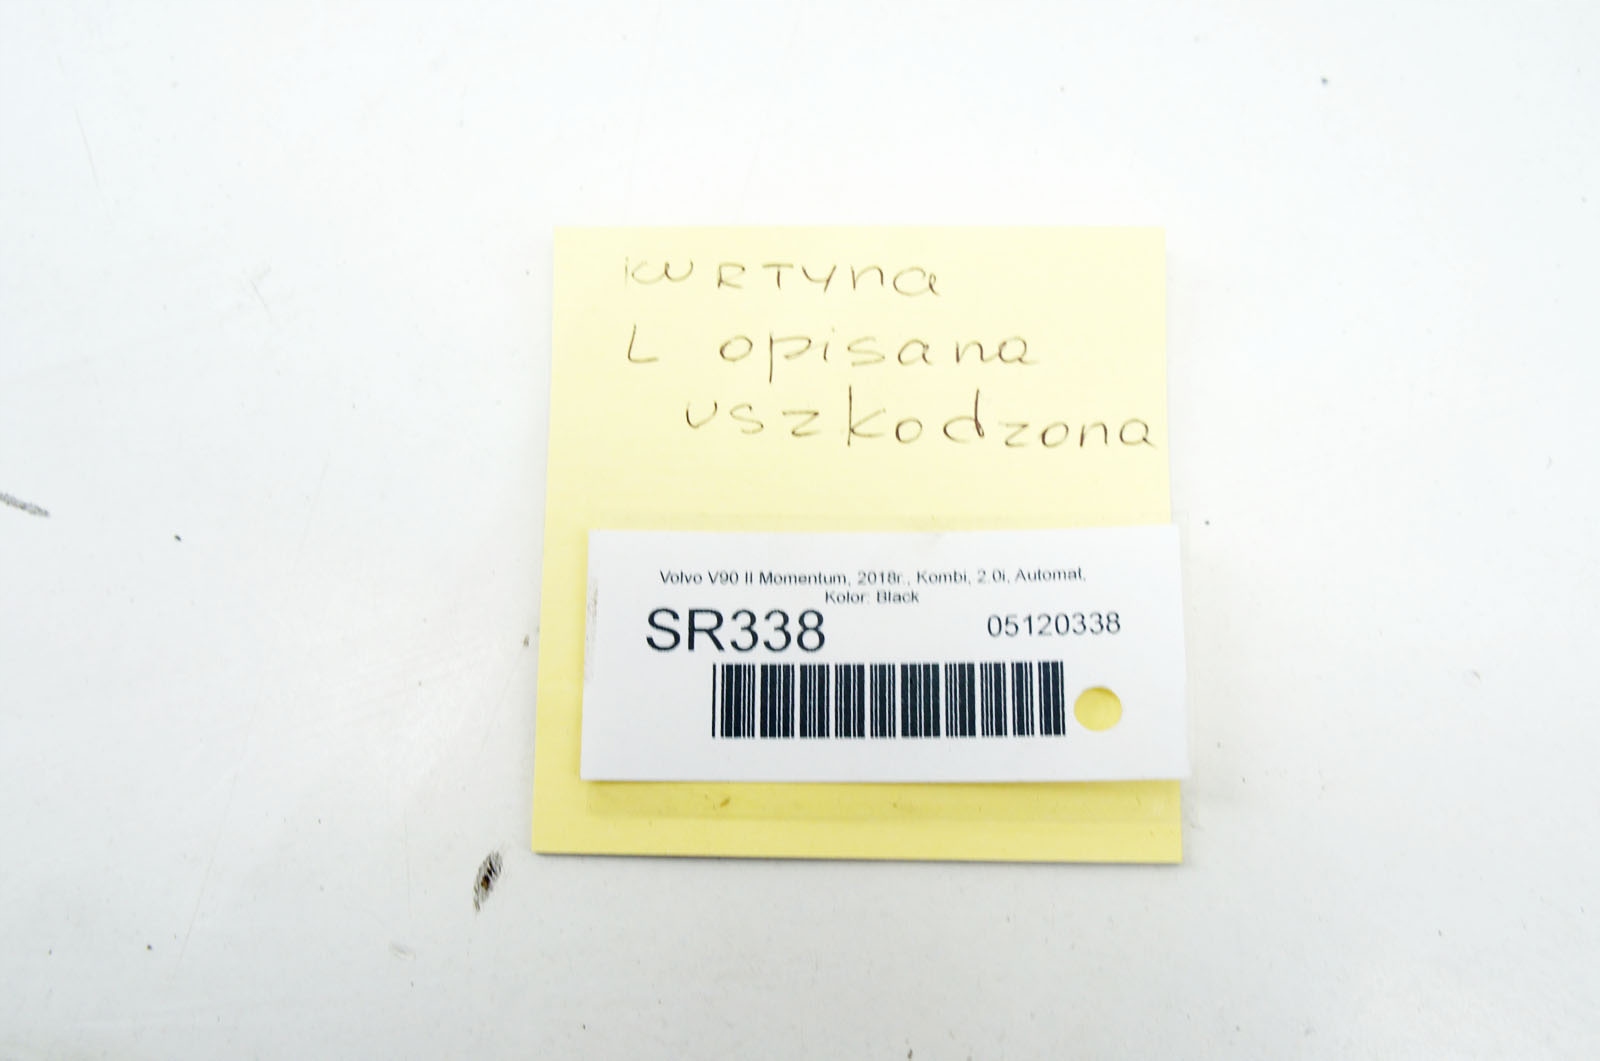 KURTYna
L opisana
uszkodzona
Volvo V90 II Momentum, 2018r., Kombi, 2.0i, Automat,
Kolor: Black
SR338
05120338